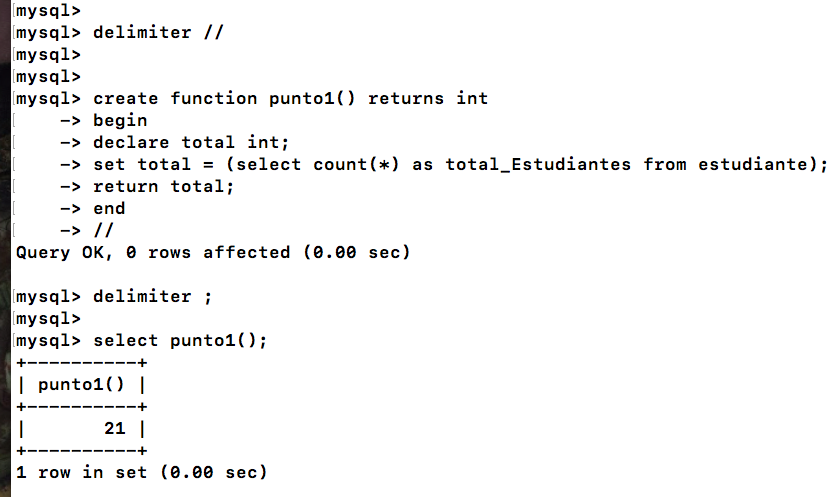 mysql>
mysql> delimiter //
mysql>
mysql>
mysql> create function punto1() returns int
    -> begin
    -> declare total int;
    -> set total = (select count(*) as total_Estudiantes from estudiante);
    -> return total;
    -> end
    -> //
Query OK, 0 rows affected (0.00 sec)

mysql> delimiter ;
mysql>
mysql> select punto1();
+----------+
| punto1() |
+----------+
|       21 |
+----------+
1 row in set (0.00 sec)